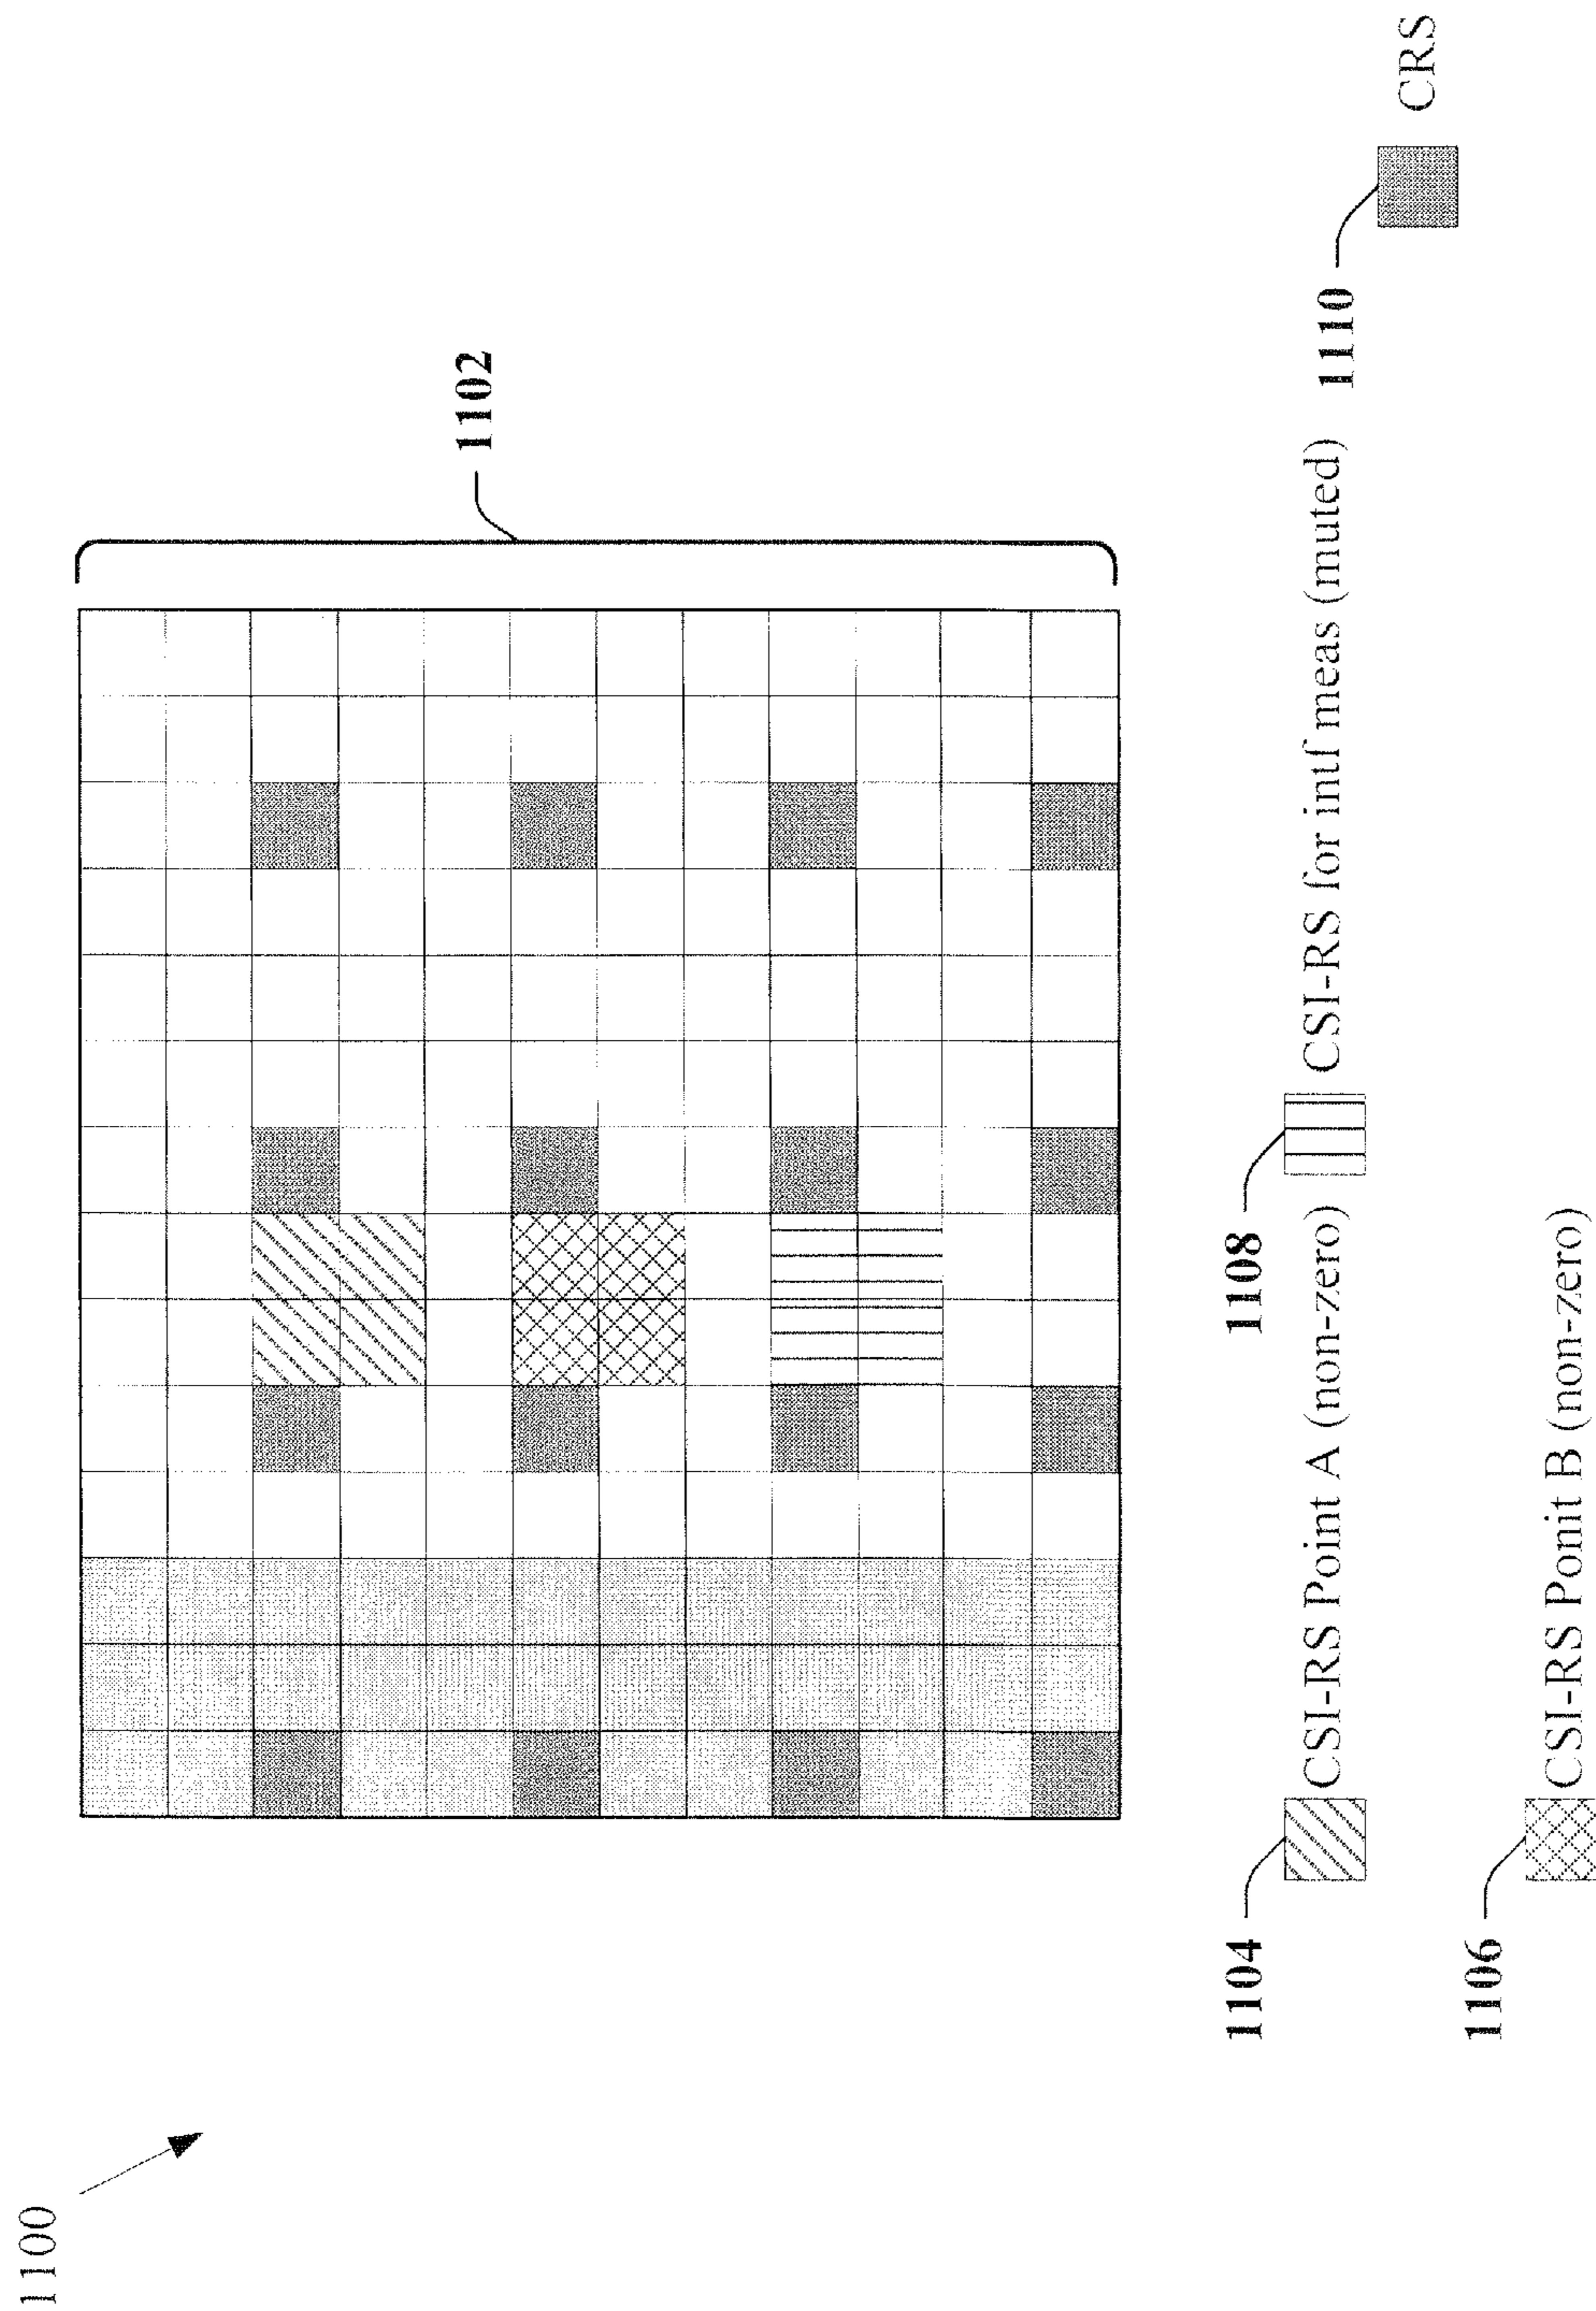 1100
1102
1104
CSI-RS Point A (non-zero)
1108
CSI-RS for intf meas (muted)
1110
CRS
1106
CSI-RS Ponit B (non-zero)